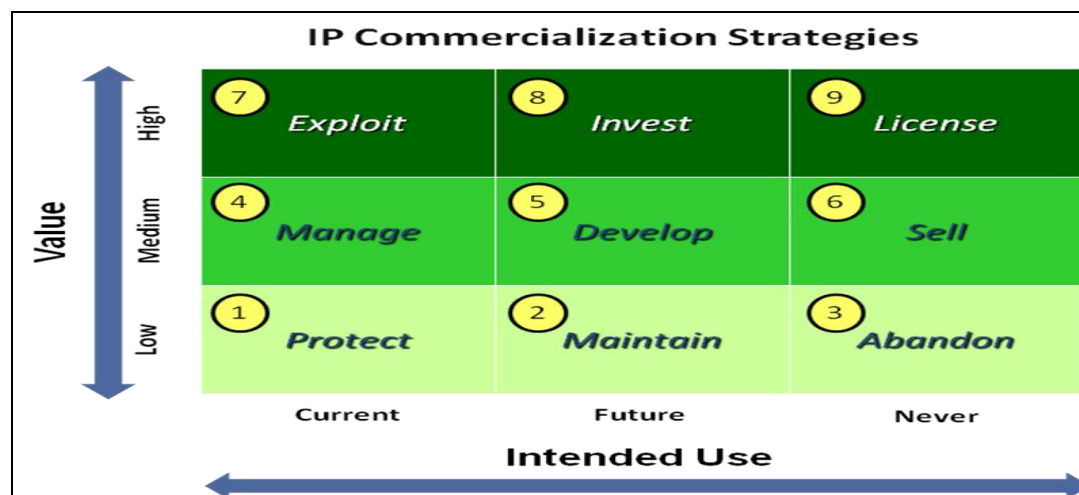 IP Commercialization Strategies
7 Exploit
8 Invest
9 License
4 Manage
5 Develop
6 Sell
1 Protect
2 Maintain
3 Abandon
Value
High
Medium
Low
Current
Future
Never
Intended Use